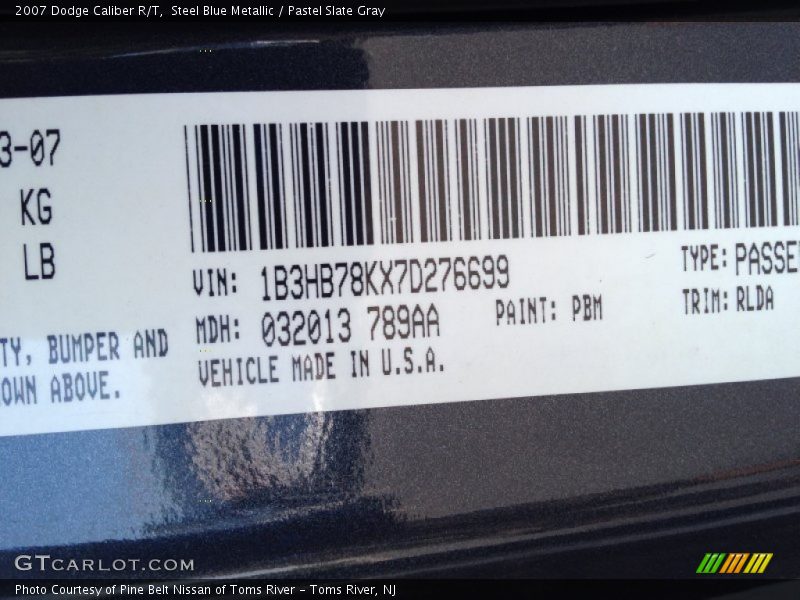 2007 Dodge Caliber R/T, Steel Blue Metallic / Pastel Slate Gray
3-07
KG
LB
VIN: 1B3HB78KX7D276699
TYPE: PASSE
MDH: 032013 789AA
PAINT: PBM
TRIM: RLDA
TY, BUMPER AND
VEHICLE MADE IN U.S.A.
OWN ABOVE.
GTCARLOT.COM
Photo Courtesy of Pine Belt Nissan of Toms River - Toms River, NJ